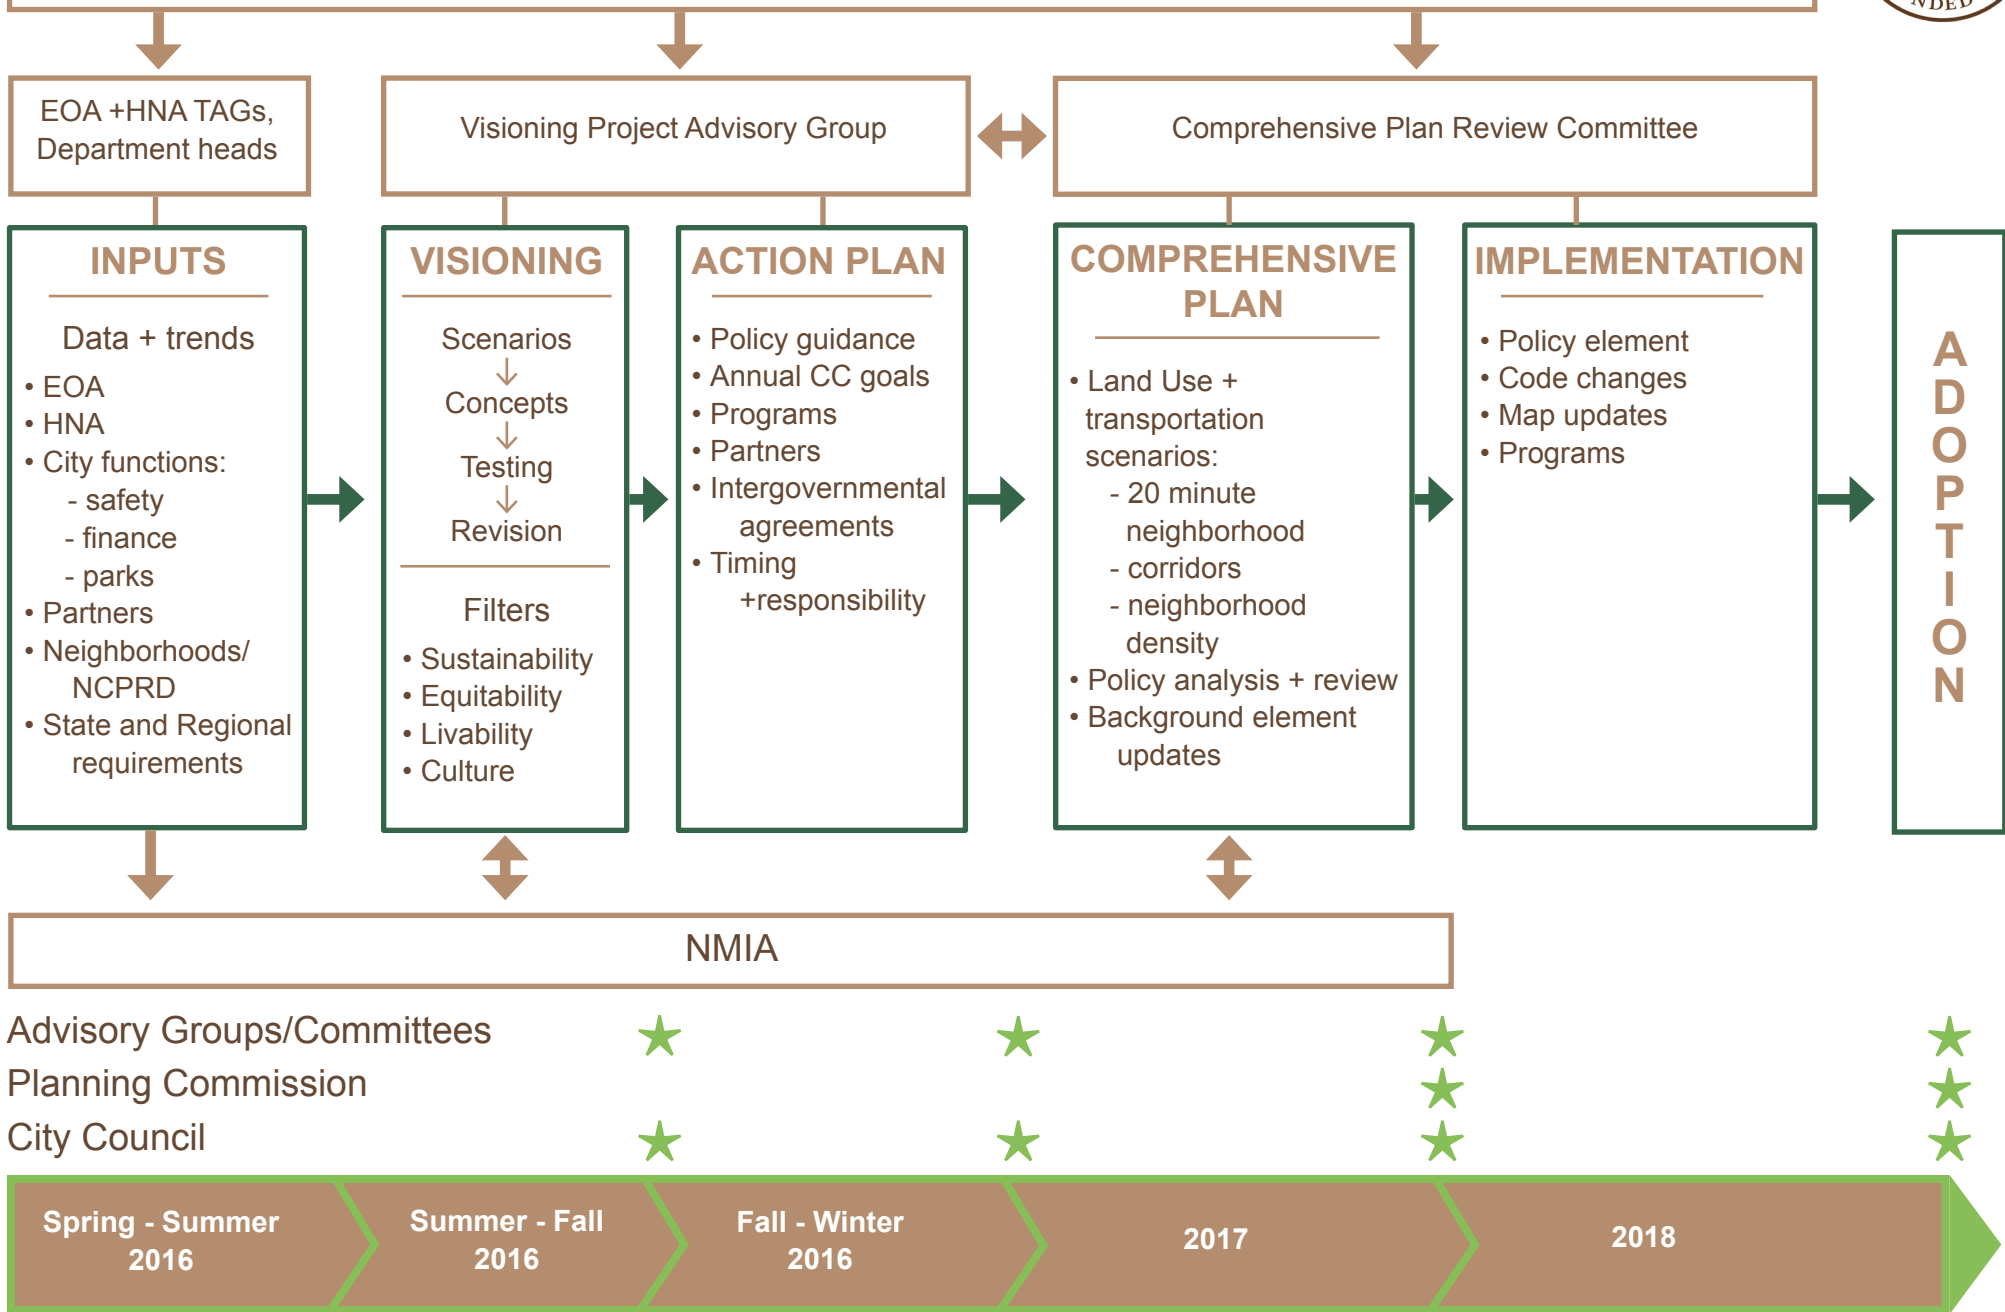 NDED
EOA +HNA TAGs,
Department heads
Visioning Project Advisory Group
Comprehensive Plan Review Committee
INPUTS
Data + trends
• EOA
• HNA
• City functions:
- safety
- finance
- parks
• Partners
• Neighborhoods/
NCPRD
• State and Regional
requirements
VISIONING
Scenarios
Concepts
Testing
Revision
Filters
• Sustainability
• Equitability
• Livability
• Culture
ACTION PLAN
• Policy guidance
• Annual CC goals
• Programs
• Partners
• Intergovernmental
agreements
• Timing
+responsibility
COMPREHENSIVE
PLAN
• Land Use +
transportation
scenarios:
- 20 minute
neighborhood
- corridors
- neighborhood
density
• Policy analysis + review
• Background element
updates
IMPLEMENTATION
• Policy element
• Code changes
• Map updates
• Programs
ADOPTION
NMIA
Advisory Groups/Committees
Planning Commission
City Council
Spring - Summer
2016
Summer - Fall
2016
Fall - Winter
2016
2017
2018